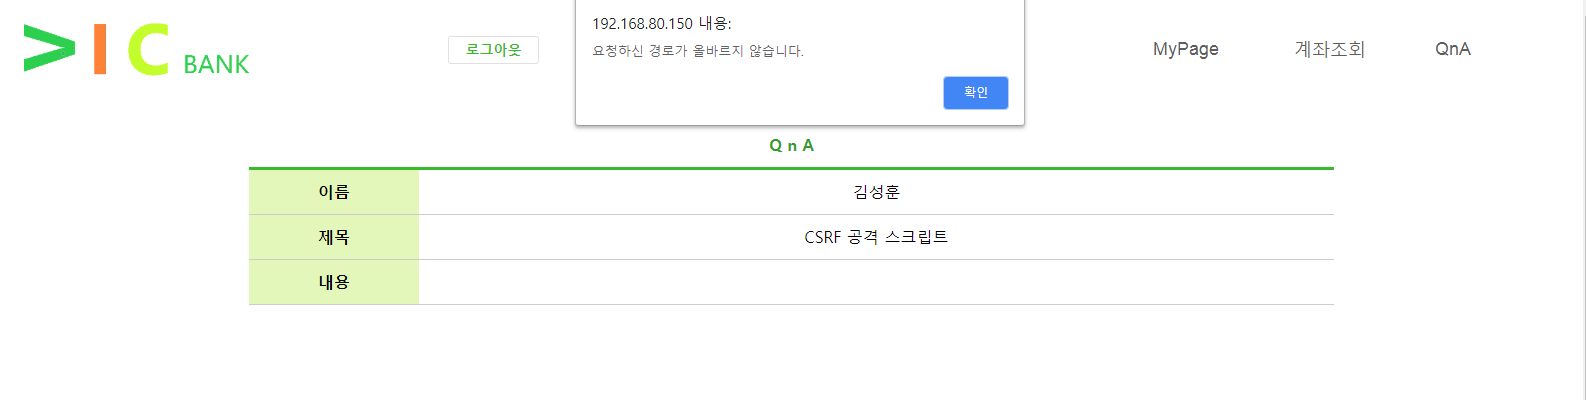 >IC BANK
로그아웃
192.168.80.150 내용:
요청하신 경로가 올바르지 않습니다.
확인
MyPage
계좌조회
QnA
QnA
이름
김성훈
제목
CSRF 공격 스크립트
내용